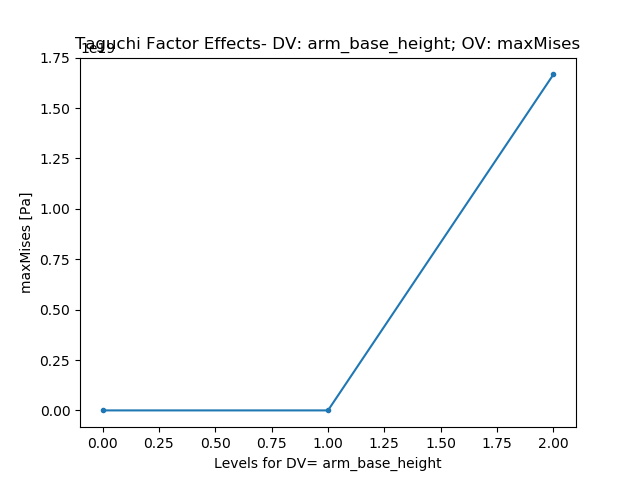 Taguchi Factor Effects- DV: arm_base_height; OV: maxMises
1.75
1.50
1.25
1.00
0.75
0.50
0.25
0.00
maxMises [Pa]
0.00 0.25 0.50 0.75 1.00 1.25 1.50 1.75 2.00
Levels for DV= arm_base_height